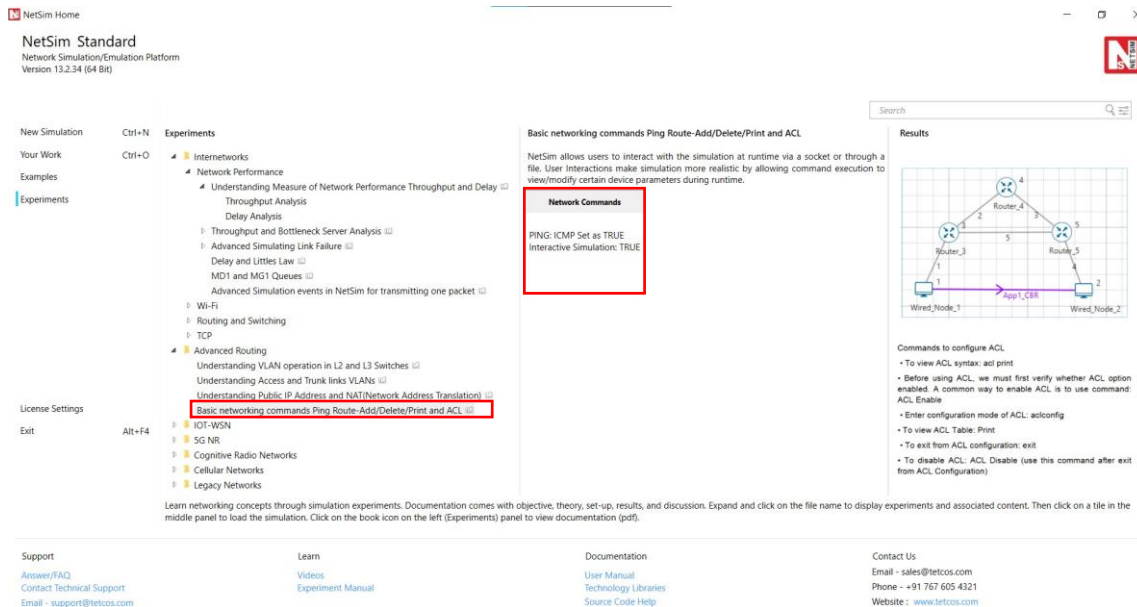 NetSim Home
NetSim Standard
Network Simulation/Emulation Platform
Version 13.2.34 (64 Bit)
NETSIM
Search
New Simulation Ctrl+N
Your Work Ctrl+O
Examples
Experiments
License Settings
Exit Alt+F4
Experiments
Internetworks
Network Performance
Understanding Measure of Network Performance Throughput and Delay
Throughput Analysis
Delay Analysis
Throughput and Bottleneck Server Analysis
Advanced Simulating Link Failure
Delay and Littles Law
MD1 and MG1 Queues
Advanced Simulation events in NetSim for transmitting one packet
Wi-Fi
Routing and Switching
TCP
Advanced Routing
Understanding VLAN operation in L2 and L3 Switches
Understanding Access and Trunk links VLANs
Understanding Public IP Address and NAT(Network Address Translation)
Basic networking commands Ping Route-Add/Delete/Print and ACL
IOT-WSN
5G NR
Cognitive Radio Networks
Cellular Networks
Legacy Networks
Basic networking commands Ping Route-Add/Delete/Print and ACL
NetSim allows users to interact with the simulation at runtime via a socket or through a
file. User Interactions make simulation more realistic by allowing command execution to
view/modify certain device parameters during runtime.
Network Commands
PING: ICMP Set as TRUE
Interactive Simulation: TRUE
Results
4
Router_4
2 3
3 5
5
Router_3 Router_5
1 4
1 2
App1_CBR
Wired_Node_1 Wired_Node_2
Commands to configure ACL
• To view ACL syntax: acl print
• Before using ACL, we must first verify whether ACL option
enabled. A common way to enable ACL is to use command:
ACL Enable
• Enter configuration mode of ACL: aclconfig
• To view ACL Table: Print
• To exit from ACL configuration: exit
• To disable ACL: ACL Disable (use this command after exit
from ACL Configuration)
Learn networking concepts through simulation experiments. Documentation comes with objective, theory, set-up, results, and discussion. Expand and click on the file name to display experiments and associated content. Then click on a tile in the
middle panel to load the simulation. Click on the book icon on the left (Experiments) panel to view documentation (pdf).
Support
Answer/FAQ
Contact Technical Support
Email - support@tetcos.com
Learn
Videos
Experiment Manual
Documentation
User Manual
Technology Libraries
Source Code Help
Contact Us
Email - sales@tetcos.com
Phone - +91 767 605 4321
Website : www.tetcos.com